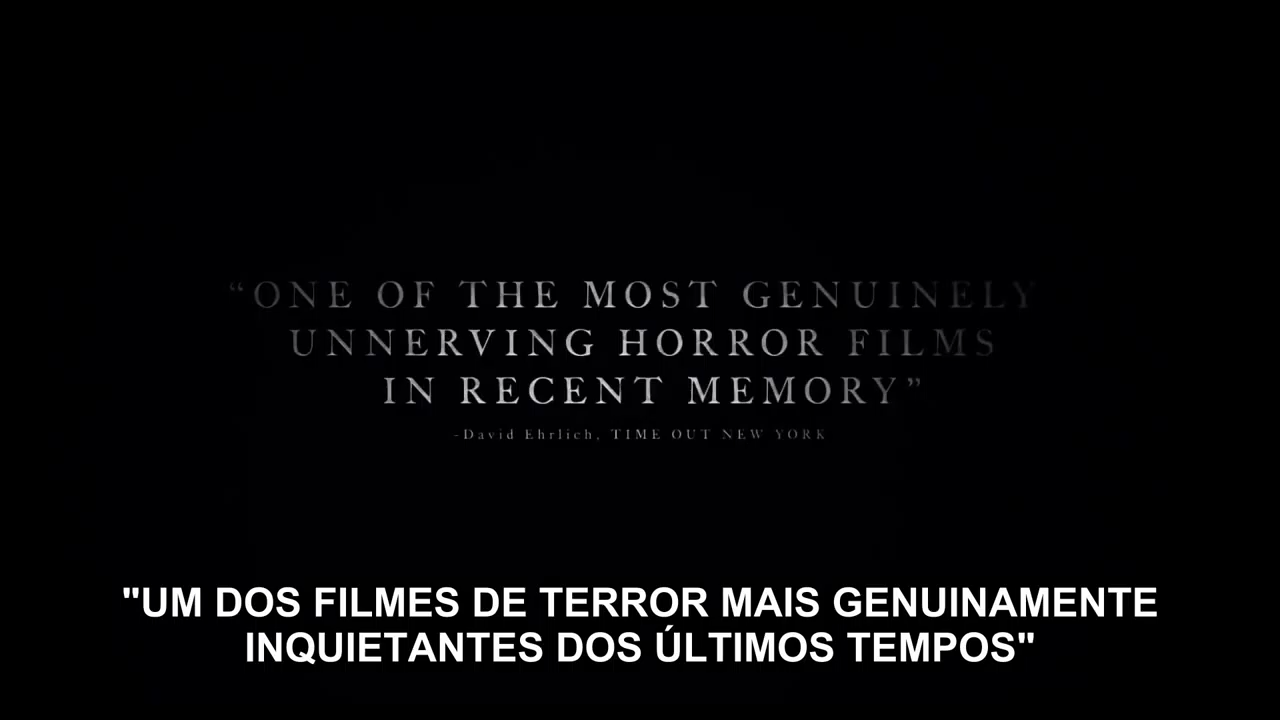 “ONE OF THE MOST GENUINELY
UNNERVING HORROR FILMS
IN RECENT MEMORY”
-David Ehrlich, TIME OUT NEW YORK
"UM DOS FILMES DE TERROR MAIS GENUINAMENTE
INQUIETANTES DOS ÚLTIMOS TEMPOS"